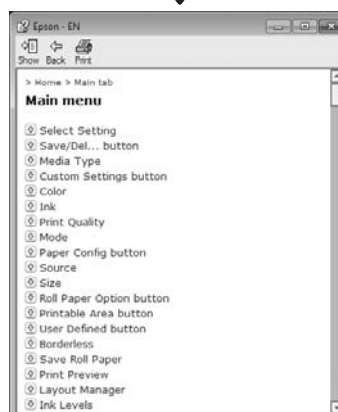 Epson - EN
Show Back Print
> Home > Main tab
Main menu
Select Setting
Save/Del... button
Media Type
Custom Settings button
Color
Ink
Print Quality
Mode
Paper Config button
Source
Size
Roll Paper Option button
Printable Area button
User Defined button
Borderless
Save Roll Paper
Print Preview
Layout Manager
Ink Levels